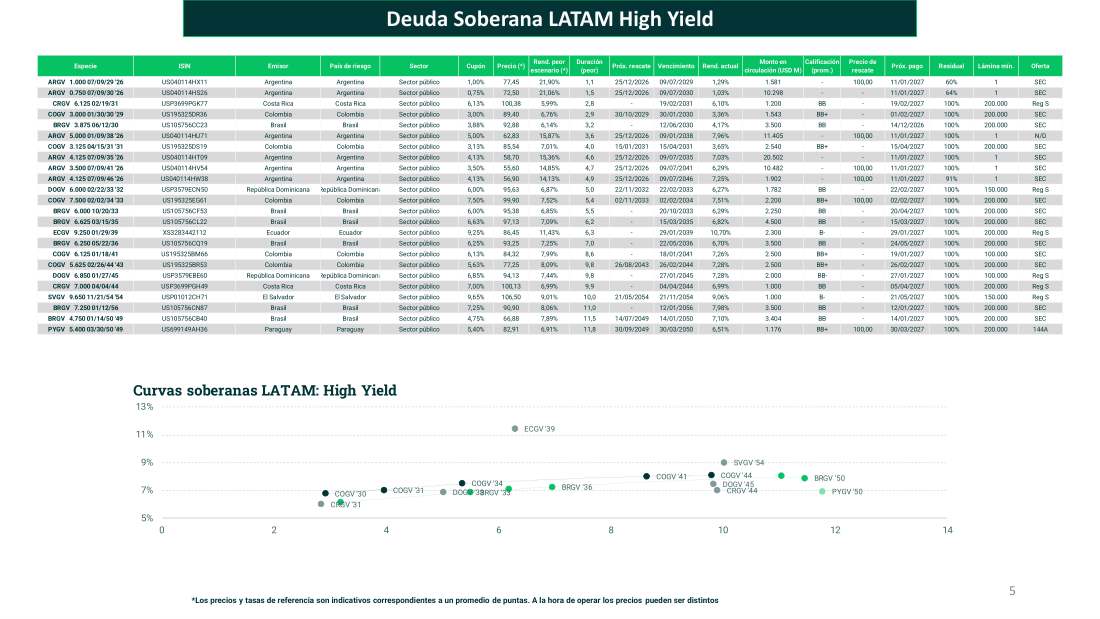 Deuda Soberana LATAM High Yield
Especie ISIN Emisor País de riesgo Sector Cupón Precio (*) Rend. peor escenario (*) Duración (peor) Próx. rescate Vencimiento Rend. actual Monto en circulación (USD M) Calificación (prom.) Precio de rescate Próx. pago Residual Lámina mín. Oferta
ARGV 1.000 07/09/29 '26 US040114HX11 Argentina Argentina Sector público 1,00% 77,45 21,90% 1,1 25/12/2026 09/07/2029 1,29% 1.581 - - 11/01/2027 60% 1 SEC
ARGV 0.750 07/09/30 '26 US040114HS26 Argentina Argentina Sector público 0,75% 72,50 21,06% 1,5 25/12/2026 09/07/2030 1,03% 10.298 - - 11/01/2027 64% 1 SEC
CRGV 6.125 02/19/31 USP3699PGK77 Costa Rica Costa Rica Sector público 6,13% 100,38 5,99% 2,8 - 19/02/2031 6,10% 1.200 BB - 19/02/2027 100% 200.000 Reg S
COGV 3.000 01/30/30 '29 US195325DR36 Colombia Colombia Sector público 3,00% 89,40 6,76% 2,9 30/10/2029 30/01/2030 3,36% 1.543 BB+ - 01/02/2027 100% 200.000 SEC
BRGV 3.875 06/12/30 US105756CC23 Brasil Brasil Sector público 3,88% 92,88 6,14% 3,2 - 12/06/2030 4,17% 3.500 BB - 14/12/2026 100% 200.000 SEC
ARGV 5.000 01/09/38 '26 US040114HU71 Argentina Argentina Sector público 5,00% 62,83 15,87% 3,6 25/12/2026 09/01/2038 7,96% 11.405 - 100,00 11/01/2027 100% 1 N/D
COGV 3.125 04/15/31 '31 US195325DS19 Colombia Colombia Sector público 3,13% 85,54 7,01% 4,0 15/01/2031 15/04/2031 3,65% 2.540 BB+ - 15/04/2027 100% 200.000 SEC
ARGV 4.125 07/09/35 '26 US040114HT09 Argentina Argentina Sector público 4,13% 58,70 15,36% 4,6 25/12/2026 09/07/2035 7,03% 20.502 - - 11/01/2027 100% 1 SEC
ARGV 3.500 07/09/41 '26 US040114HV54 Argentina Argentina Sector público 3,50% 55,60 14,85% 4,7 25/12/2026 09/07/2041 6,29% 10.482 - 100,00 11/01/2027 100% 1 SEC
ARGV 4.125 07/09/46 '26 US040114HW38 Argentina Argentina Sector público 4,13% 56,90 14,13% 4,9 25/12/2026 09/07/2046 7,25% 1.902 - 100,00 11/01/2027 91% 1 SEC
DOGV 6.000 02/22/33 '32 USP3579ECN50 República Dominicana República Dominican Sector público 6,00% 95,63 6,87% 5,0 22/11/2032 22/02/2033 6,27% 1.782 BB - 22/02/2027 100% 150.000 Reg S
COGV 7.500 02/02/34 '33 US195325EG61 Colombia Colombia Sector público 7,50% 99,90 7,52% 5,4 02/11/2033 02/02/2034 7,51% 2.200 BB+ 100,00 02/02/2027 100% 200.000 SEC
BRGV 6.000 10/20/33 US105756CF53 Brasil Brasil Sector público 6,00% 95,38 6,85% 5,5 - 20/10/2033 6,29% 2.250 BB - 20/04/2027 100% 200.000 SEC
BRGV 6.625 03/15/35 US105756CL22 Brasil Brasil Sector público 6,63% 97,13 7,09% 6,2 - 15/03/2035 6,82% 4.500 BB - 15/03/2027 100% 200.000 SEC
ECGV 9.250 01/29/39 XS3283442112 Ecuador Ecuador Sector público 9,25% 86,45 11,43% 6,3 - 29/01/2039 10,70% 2.300 B- - 29/01/2027 100% 200.000 Reg S
BRGV 6.250 05/22/36 US105756CQ19 Brasil Brasil Sector público 6,25% 93,25 7,25% 7,0 - 22/05/2036 6,70% 3.500 BB - 24/05/2027 100% 200.000 SEC
COGV 6.125 01/18/41 US195325BM66 Colombia Colombia Sector público 6,13% 84,32 7,99% 8,6 - 18/01/2041 7,26% 2.500 BB+ - 19/01/2027 100% 100.000 SEC
COGV 5.625 02/26/44 '43 US195325BR53 Colombia Colombia Sector público 5,63% 77,25 8,09% 9,8 26/08/2043 26/02/2044 7,28% 2.500 BB+ 100,00 26/02/2027 100% 200.000 SEC
DOGV 6.850 01/27/45 USP3579EBE60 República Dominicana República Dominican Sector público 6,85% 94,13 7,44% 9,8 - 27/01/2045 7,28% 2.000 BB- - 27/01/2027 100% 100.000 Reg S
CRGV 7.000 04/04/44 USP3699PGH49 Costa Rica Costa Rica Sector público 7,00% 100,13 6,99% 9,9 - 04/04/2044 6,99% 1.000 BB - 05/04/2027 100% 200.000 Reg S
SVGV 9.650 11/21/54 '54 USP01012CH71 El Salvador El Salvador Sector público 9,65% 106,50 9,01% 10,0 21/05/2054 21/11/2054 9,06% 1.000 B- - 21/05/2027 100% 150.000 Reg S
BRGV 7.250 01/12/56 US105756CN87 Brasil Brasil Sector público 7,25% 90,90 8,06% 11,0 - 12/01/2056 7,98% 3.500 BB - 12/01/2027 100% 200.000 SEC
BRGV 4.750 01/14/50 '49 US105756CB40 Brasil Brasil Sector público 4,75% 66,88 7,89% 11,5 14/07/2049 14/01/2050 7,10% 3.404 BB - 14/01/2027 100% 200.000 SEC
PYGV 5.400 03/30/50 '49 US699149AH36 Paraguay Paraguay Sector público 5,40% 82,91 6,91% 11,8 30/09/2049 30/03/2050 6,51% 1.176 BB+ 100,00 30/03/2027 100% 200.000 144A
Curvas soberanas LATAM: High Yield
13%
11%
9%
7%
5%
ECGV '39
SVGV '54
COGV '41
COGV '44
BRGV '50
COGV '34
DOGV '45
BRGV '36
COGV '31
CRGV '44
PYGV '50
COGV '30
DOGV '33
BRGV '33
CRGV '31
0 2 4 6 8 10 12 14
*Los precios y tasas de referencia son indicativos correspondientes a un promedio de puntas. A la hora de operar los precios pueden ser distintos
5